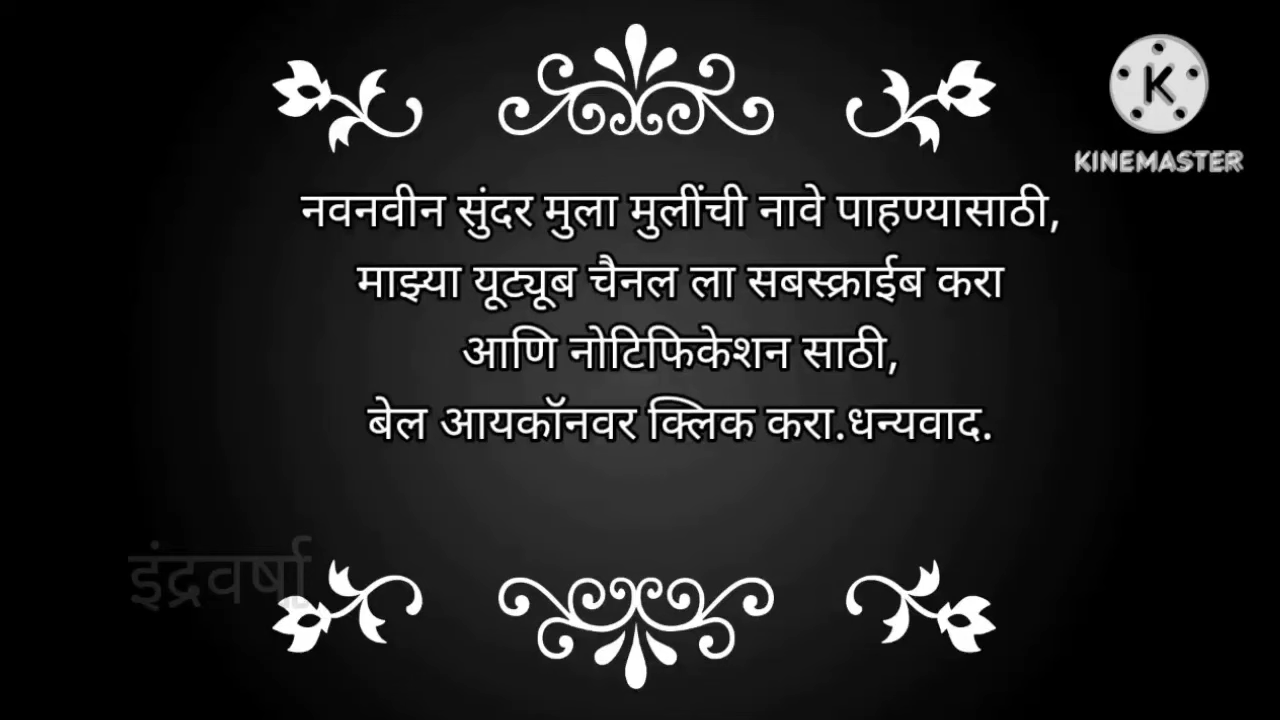 KINEMASTER
नवनवीन सुंदर मुला मुलींची नावे पाहण्यासाठी,
माझ्या यूट्यूब चैनल ला सबस्क्राईब करा
आणि नोटिफिकेशन साठी,
बेल आयकॉनवर क्लिक करा.धन्यवाद.
इंद्रवर्षा